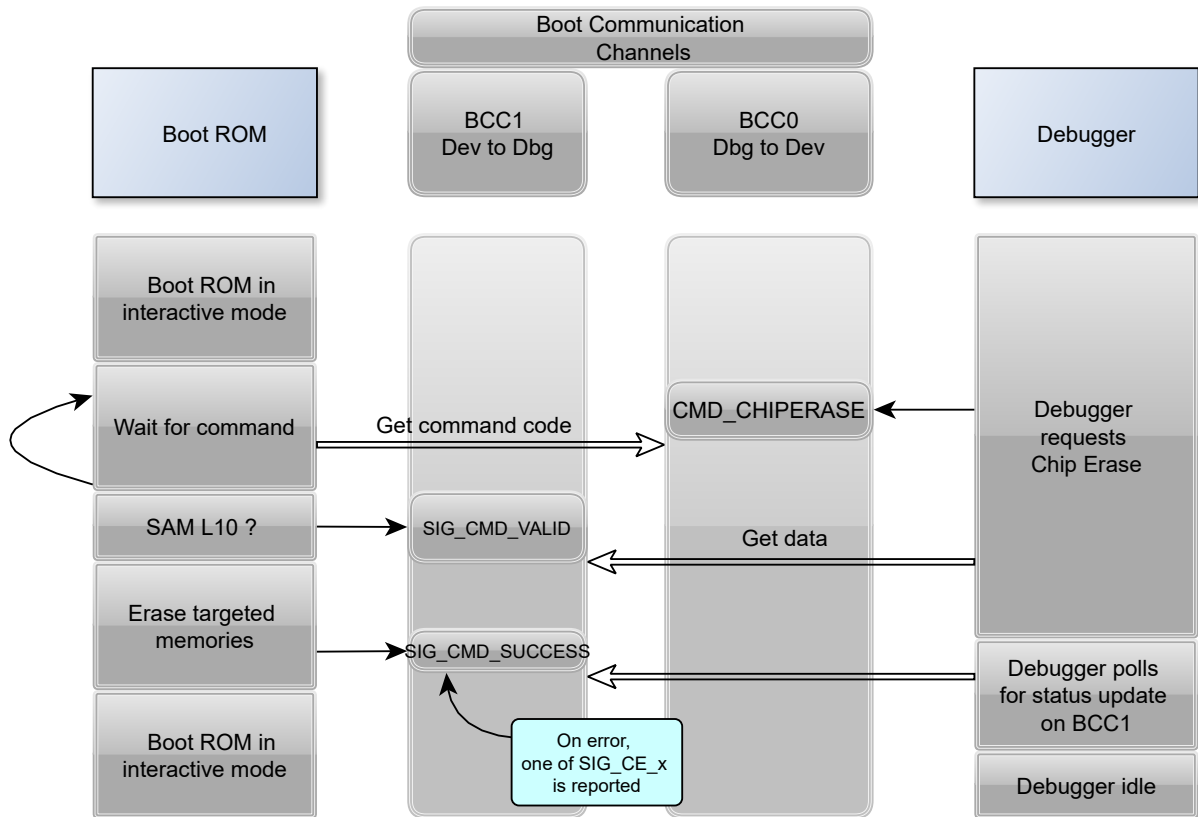 Boot Communication
Channels
Boot ROM
BCC1
Dev to Dbg
BCC0
Dbg to Dev
Debugger
Boot ROM in
interactive mode
Wait for command
Get command code
CMD_CHIPERASE
Debugger
requests
Chip Erase
SAM L10 ?
SIG_CMD_VALID
Get data
Erase targeted
memories
SIG_CMD_SUCCESS
Debugger polls
for status update
on BCC1
Boot ROM in
interactive mode
On error,
one of SIG_CE_x
is reported
Debugger idle